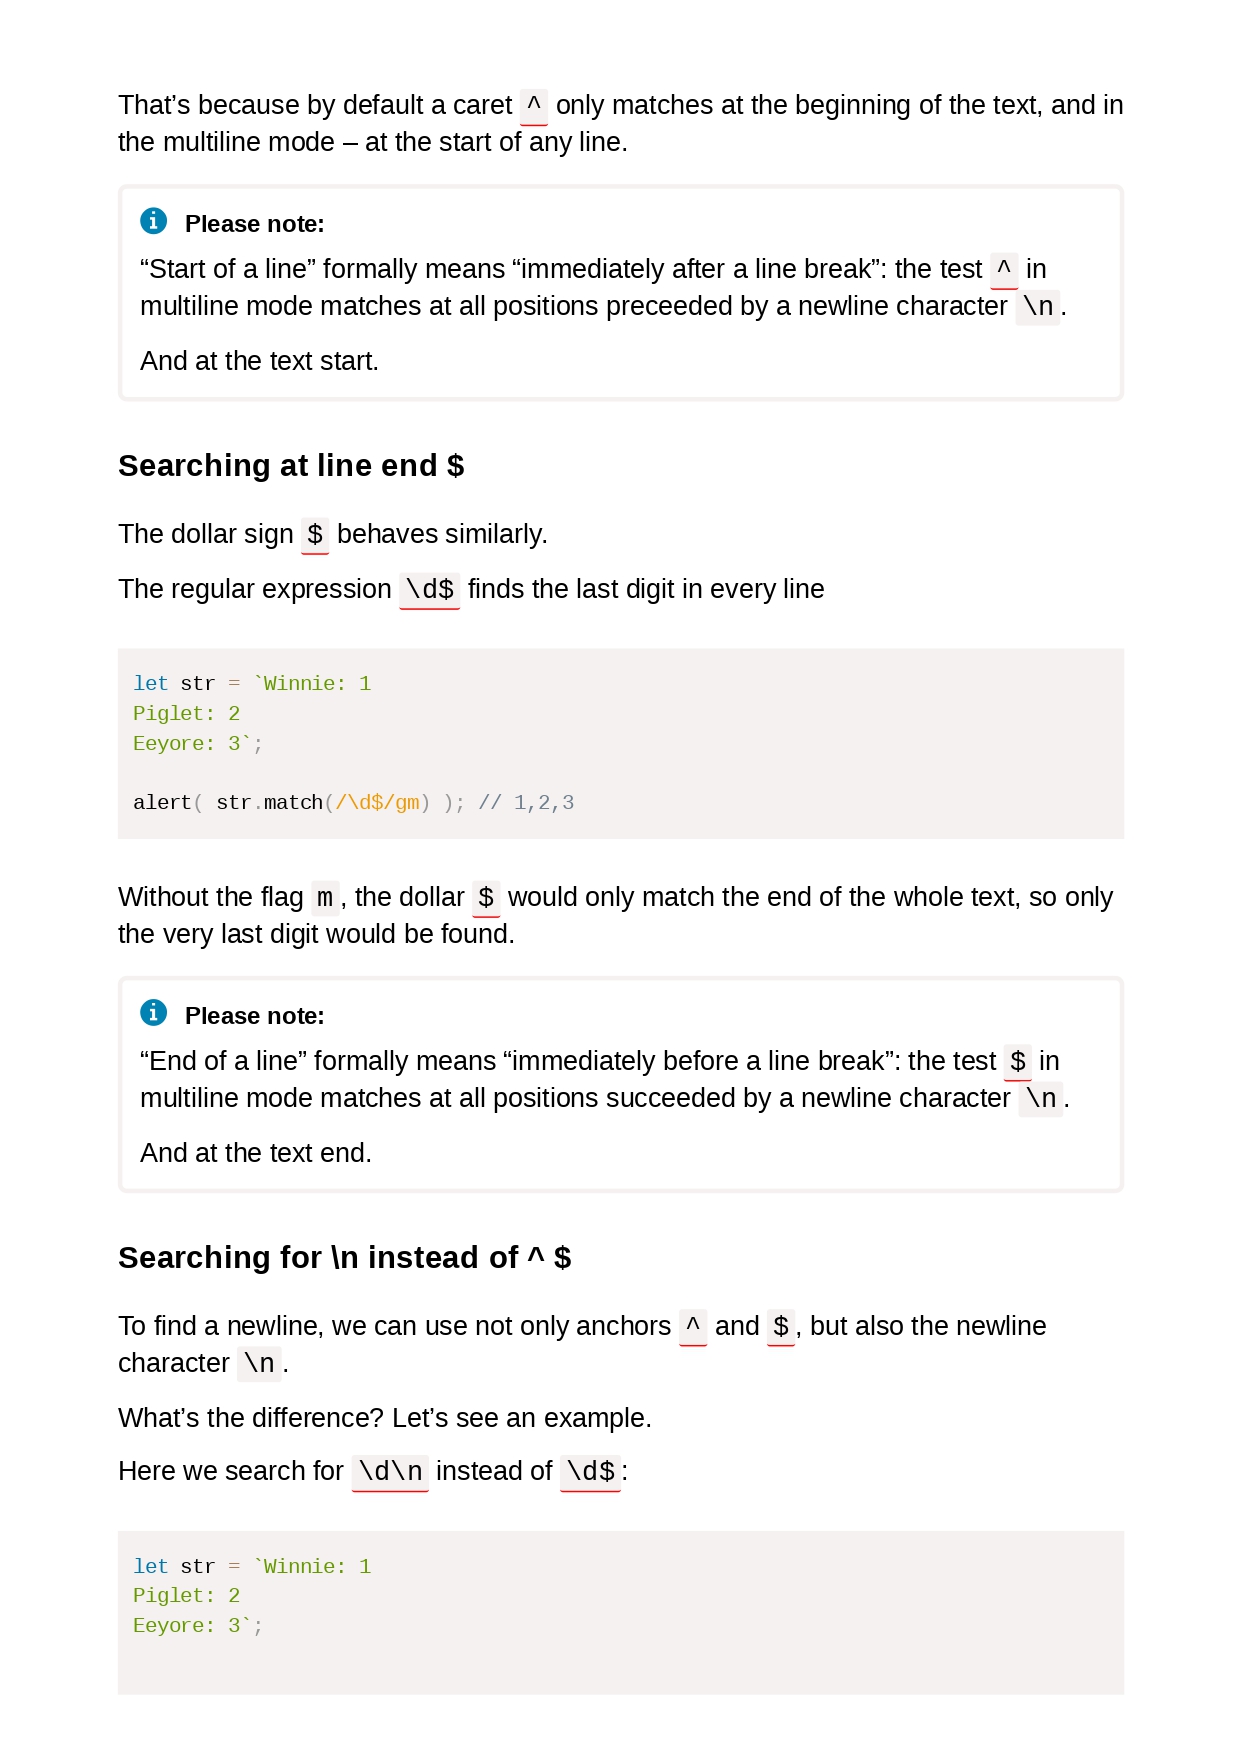 That’s because by default a caret ^ only matches at the beginning of the text, and in
the multiline mode – at the start of any line.
Please note:
“Start of a line” formally means “immediately after a line break”: the test ^ in
multiline mode matches at all positions preceeded by a newline character \n.
And at the text start.
Searching at line end $
The dollar sign $ behaves similarly.
The regular expression \d$ finds the last digit in every line
let str = `Winnie: 1
Piglet: 2
Eeyore: 3`;
alert( str.match(/\d$/gm) ); // 1,2,3
Without the flag m, the dollar $ would only match the end of the whole text, so only
the very last digit would be found.
Please note:
“End of a line” formally means “immediately before a line break”: the test $ in
multiline mode matches at all positions succeeded by a newline character \n.
And at the text end.
Searching for \n instead of ^ $
To find a newline, we can use not only anchors ^ and $, but also the newline
character \n.
What’s the difference? Let’s see an example.
Here we search for \d\n instead of \d$:
let str = `Winnie: 1
Piglet: 2
Eeyore: 3`;